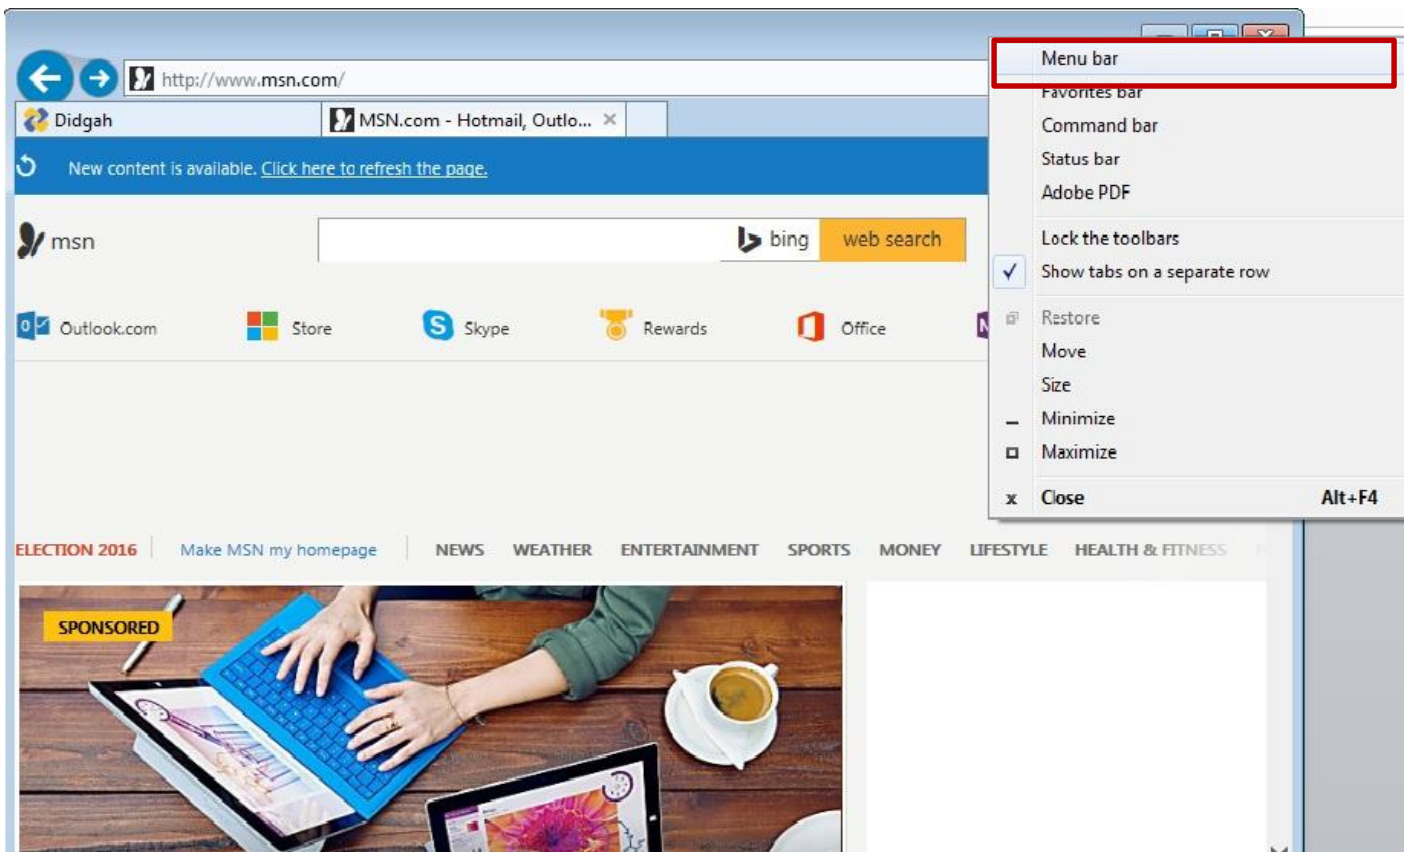 http://www.msn.com/
Didgah
MSN.com - Hotmail, Outlo...
New content is available. Click here to refresh the page.
msn
bing
web search
Outlook.com
Store
Skype
Rewards
Office
ELECTION 2016
Make MSN my homepage
NEWS
WEATHER
ENTERTAINMENT
SPORTS
MONEY
LIFESTYLE
HEALTH & FITNESS
SPONSORED
Menu bar
Favorites bar
Command bar
Status bar
Adobe PDF
Lock the toolbars
Show tabs on a separate row
Restore
Move
Size
Minimize
Maximize
Close Alt+F4